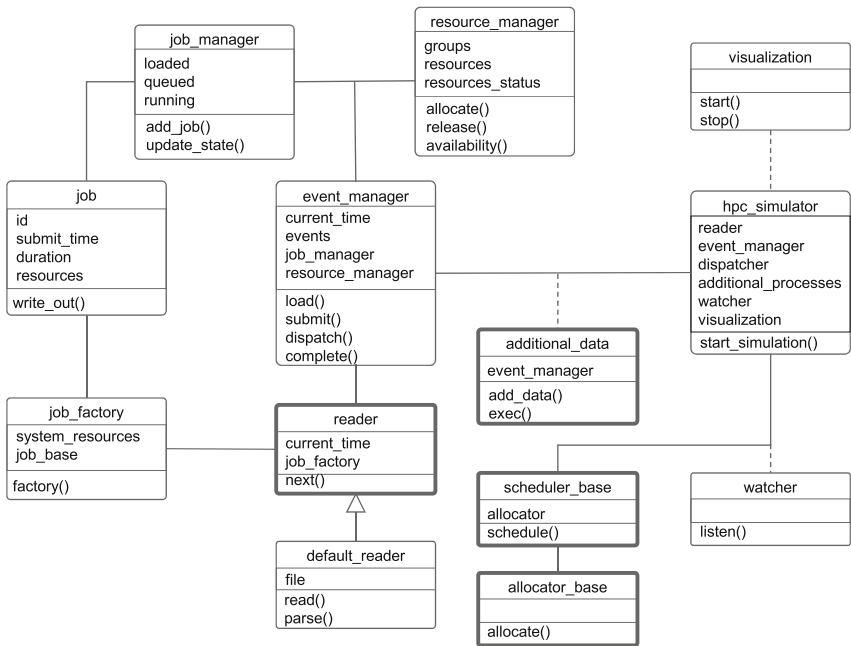 job_manager
loaded
queued
running
add_job()
update_state()
resource_manager
groups
resources
resources_status
allocate()
release()
availability()
visualization
start()
stop()
job
id
submit_time
duration
resources
write_out()
event_manager
current_time
events
job_manager
resource_manager
load()
submit()
dispatch()
complete()
hpc_simulator
reader
event_manager
dispatcher
additional_processes
watcher
visualization
start_simulation()
additional_data
event_manager
add_data()
exec()
job_factory
system_resources
job_base
factory()
reader
current_time
job_factory
next()
scheduler_base
allocator
schedule()
watcher
listen()
default_reader
file
read()
parse()
allocator_base
allocate()